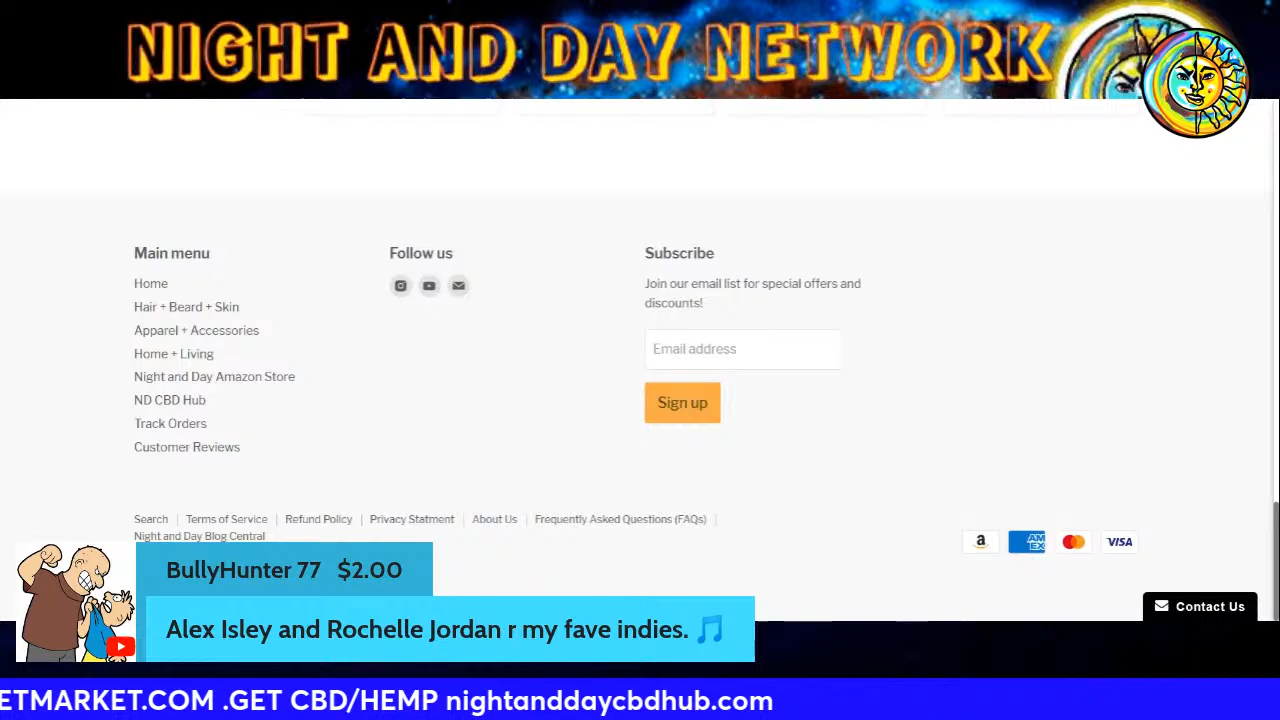 NIGHT AND DAY NETWORK
Main menu
Home
Hair + Beard + Skin
Apparel + Accessories
Home + Living
Night and Day Amazon Store
ND CBD Hub
Track Orders
Customer Reviews
Follow us
Subscribe
Join our email list for special offers and
discounts!
Email address
Sign up
Search | Terms of Service | Refund Policy | Privacy Statment | About Us | Frequently Asked Questions (FAQs) |
Night and Day Blog Central
a AM EX VISA
Contact Us
BullyHunter 77 $2.00
Alex Isley and Rochelle Jordan r my fave indies. 🎵
ETMARKET.COM .GET CBD/HEMP nightanddaycbdhub.com